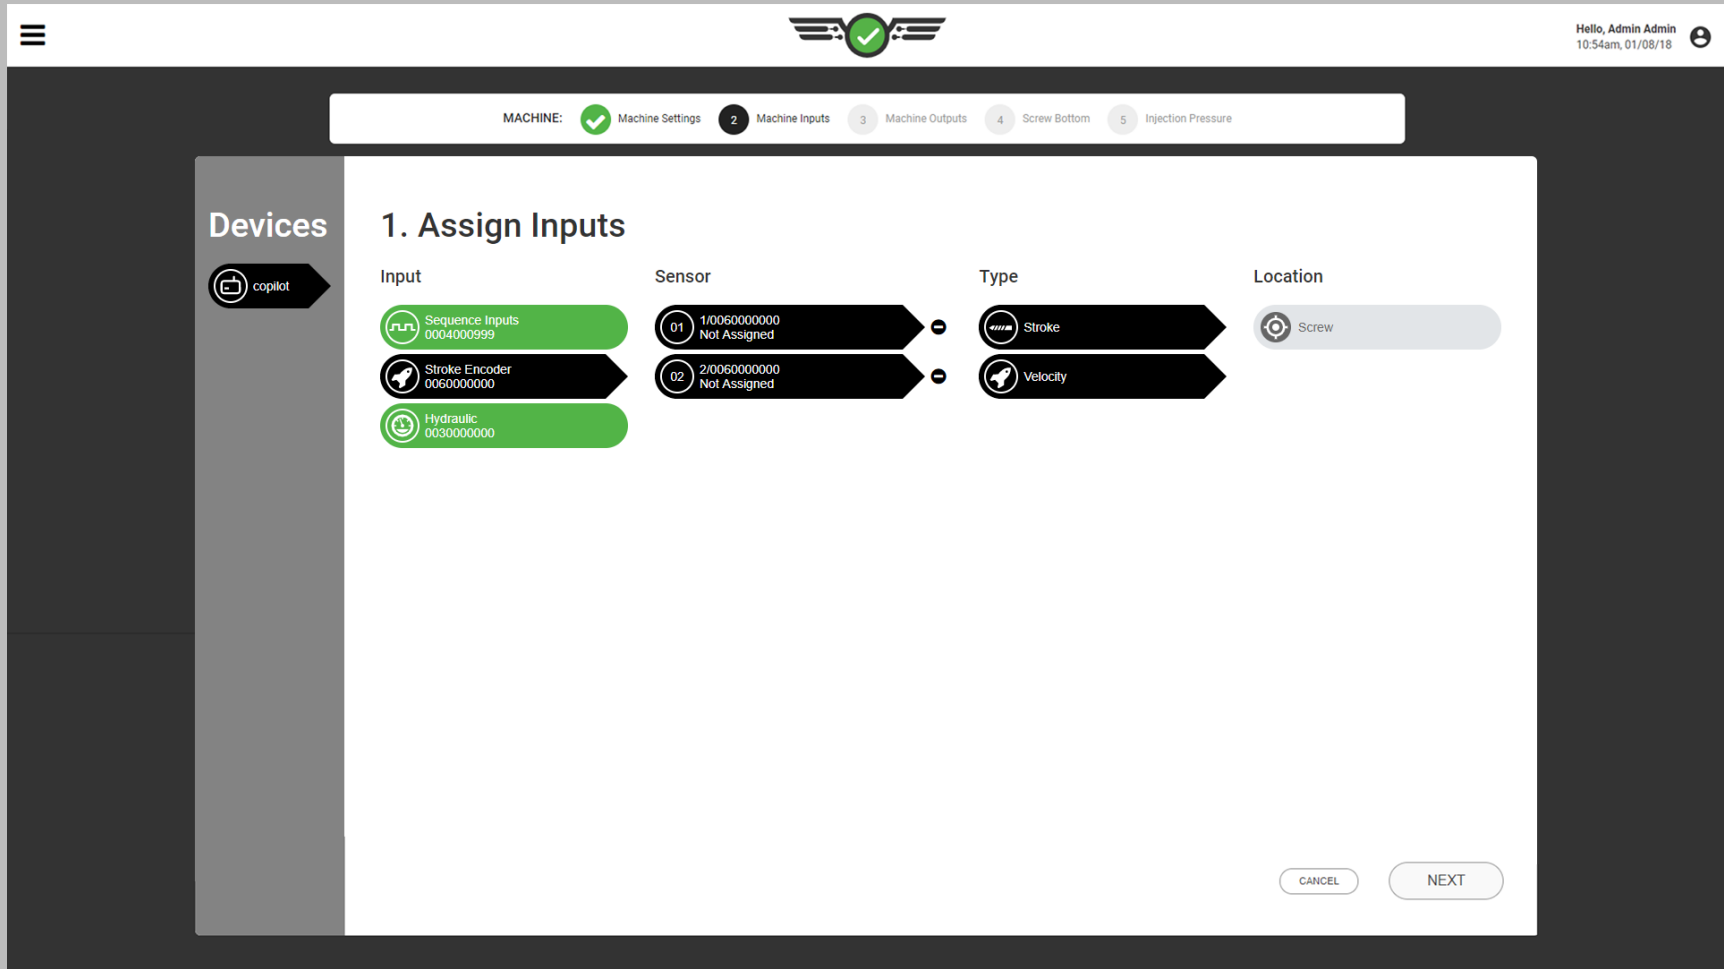 Hello, Admin Admin
10:54am, 01/08/18
MACHINE: Machine Settings 2 Machine Inputs 3 Machine Outputs 4 Screw Bottom 5 Injection Pressure
Devices
copilot
1. Assign Inputs
Input Sensor Type Location
Sequence Inputs
0004000999
01 1/0060000000
Not Assigned
Stroke
Screw
Stroke Encoder
0060000000
02 2/0060000000
Not Assigned
Velocity
Hydraulic
0030000000
CANCEL NEXT